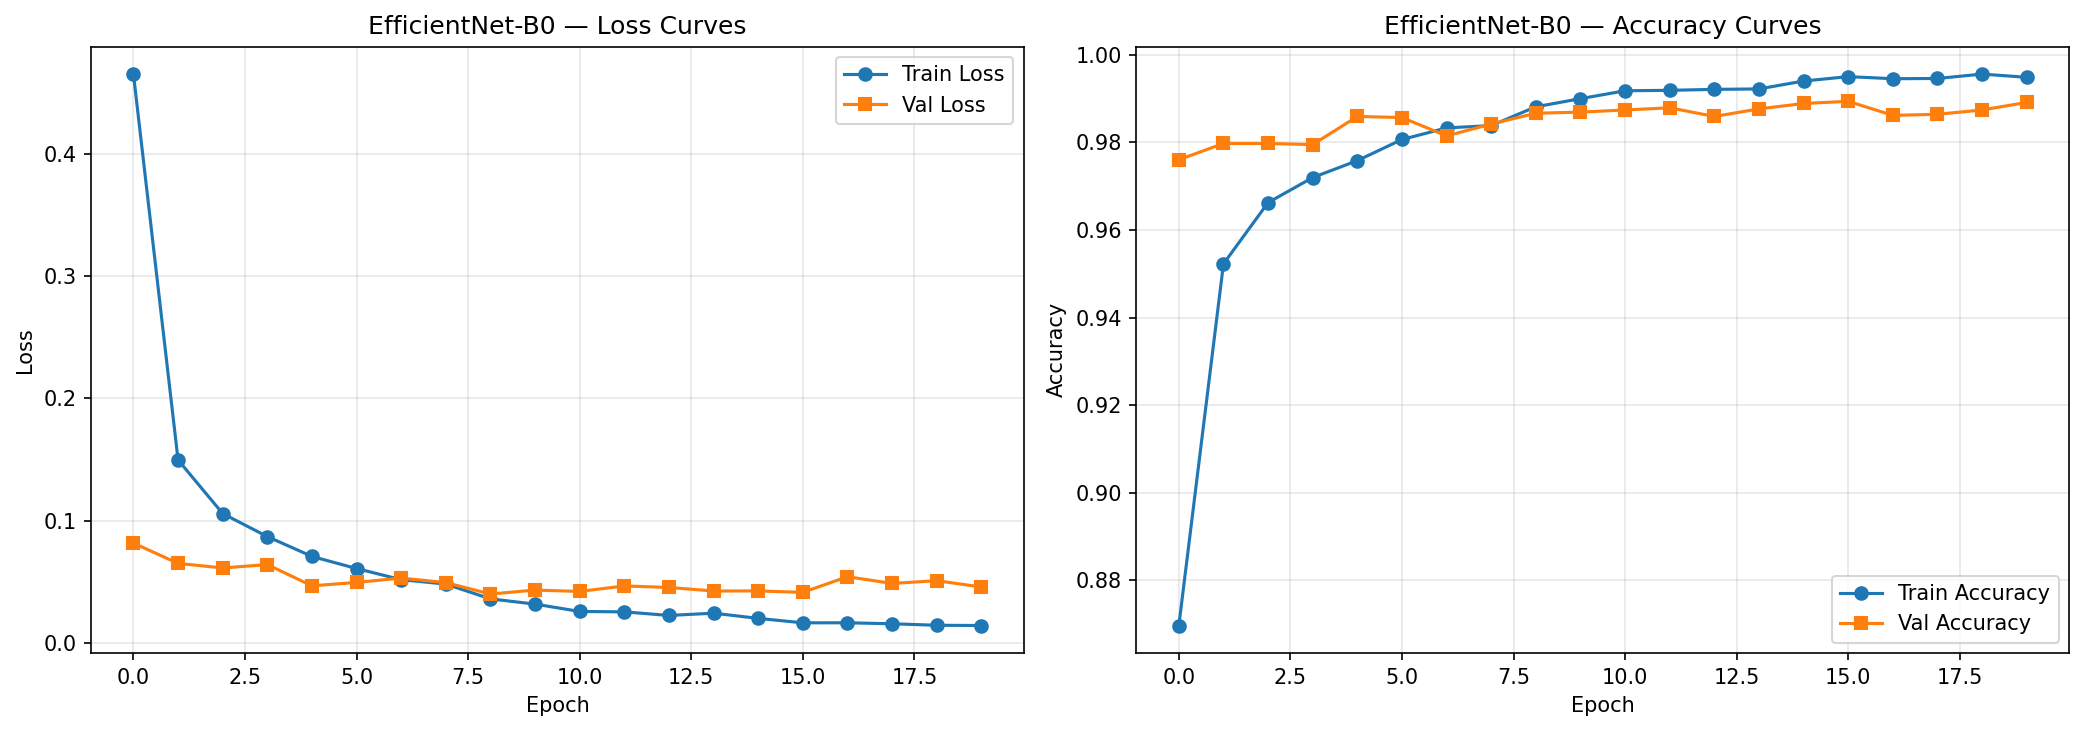 EfficientNet-B0 — Loss Curves
Train Loss
Val Loss
0.4
0.3
0.2
0.1
0.0
Loss
0.0 2.5 5.0 7.5 10.0 12.5 15.0 17.5
Epoch
EfficientNet-B0 — Accuracy Curves
1.00
0.98
0.96
0.94
0.92
0.90
0.88
Accuracy
Train Accuracy
Val Accuracy
0.0 2.5 5.0 7.5 10.0 12.5 15.0 17.5
Epoch